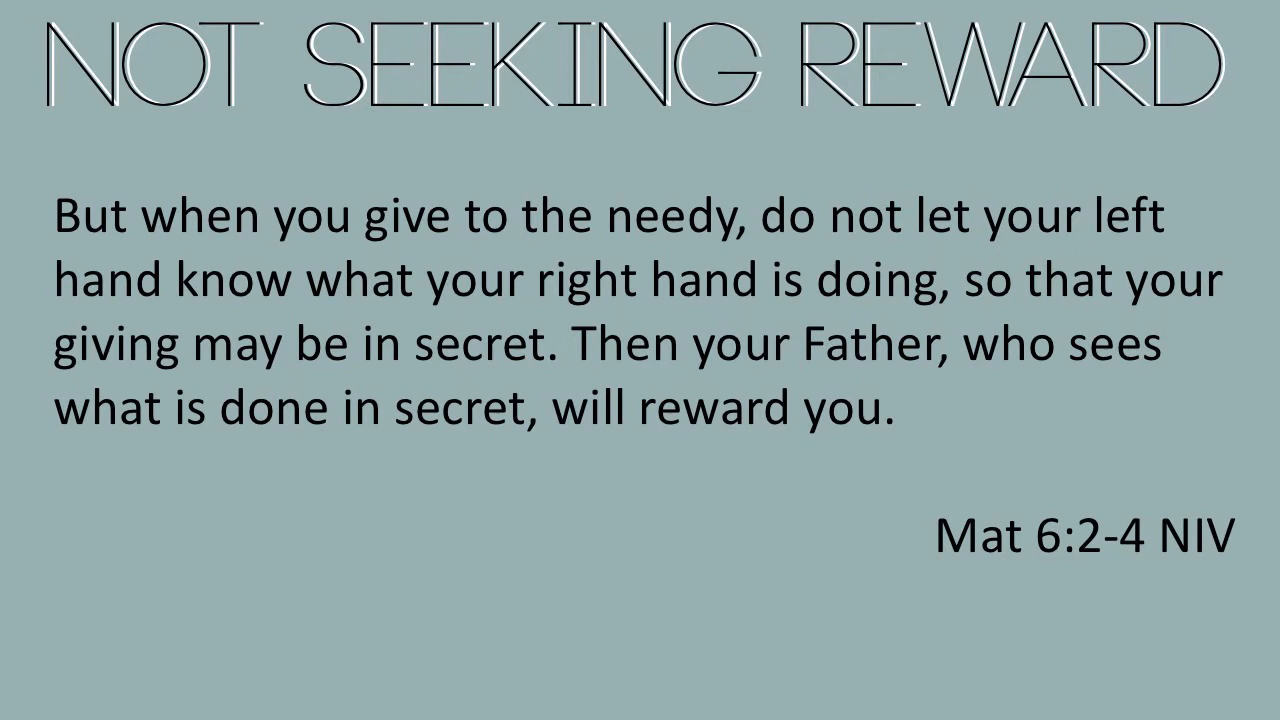 NOT SEEKING REWARD
But when you give to the needy, do not let your left
hand know what your right hand is doing, so that your
giving may be in secret. Then your Father, who sees
what is done in secret, will reward you.
Mat 6:2-4 NIV